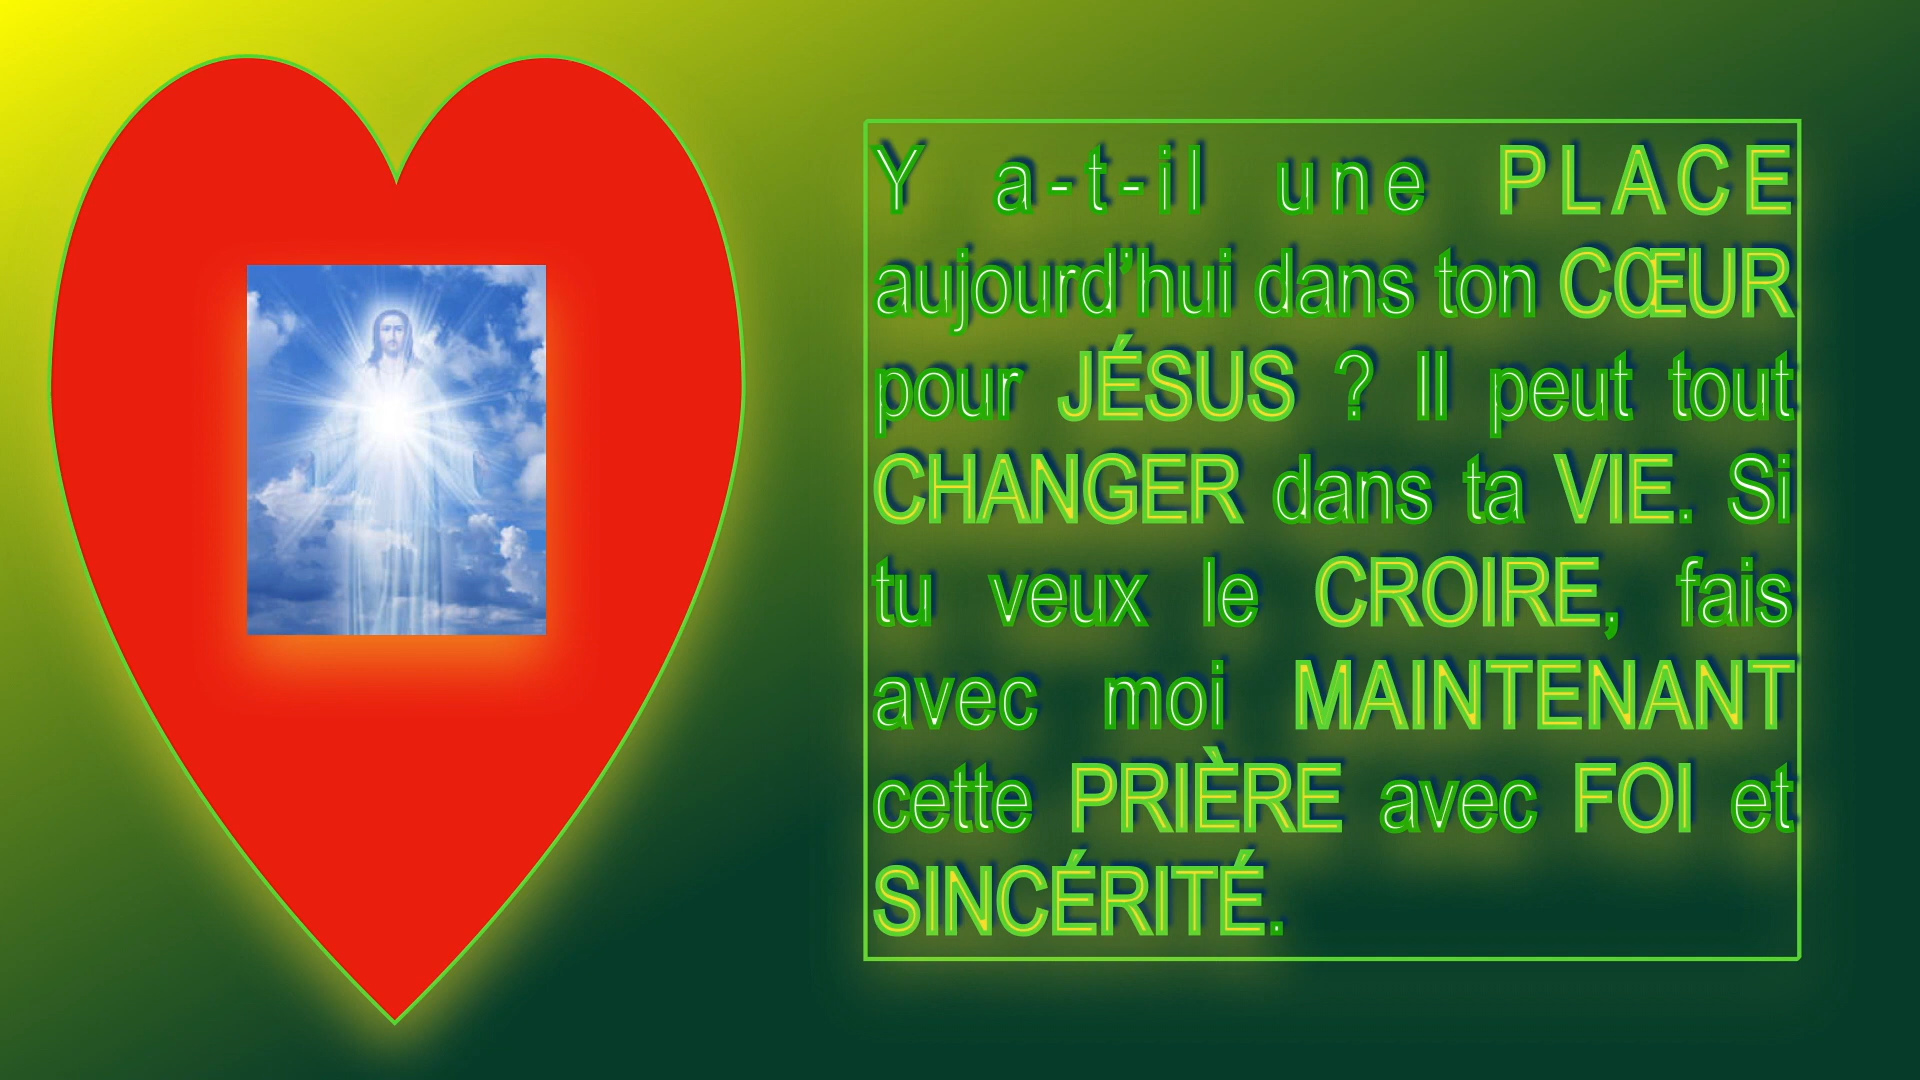 Y a-t-il une PLACE
aujourd’hui dans ton CŒUR
pour JÉSUS ? Il peut tout
CHANGER dans ta VIE. Si
tu veux le CROIRE, fais
avec moi MAINTENANT
cette PRIÈRE avec FOI et
SINCÉRITÉ.